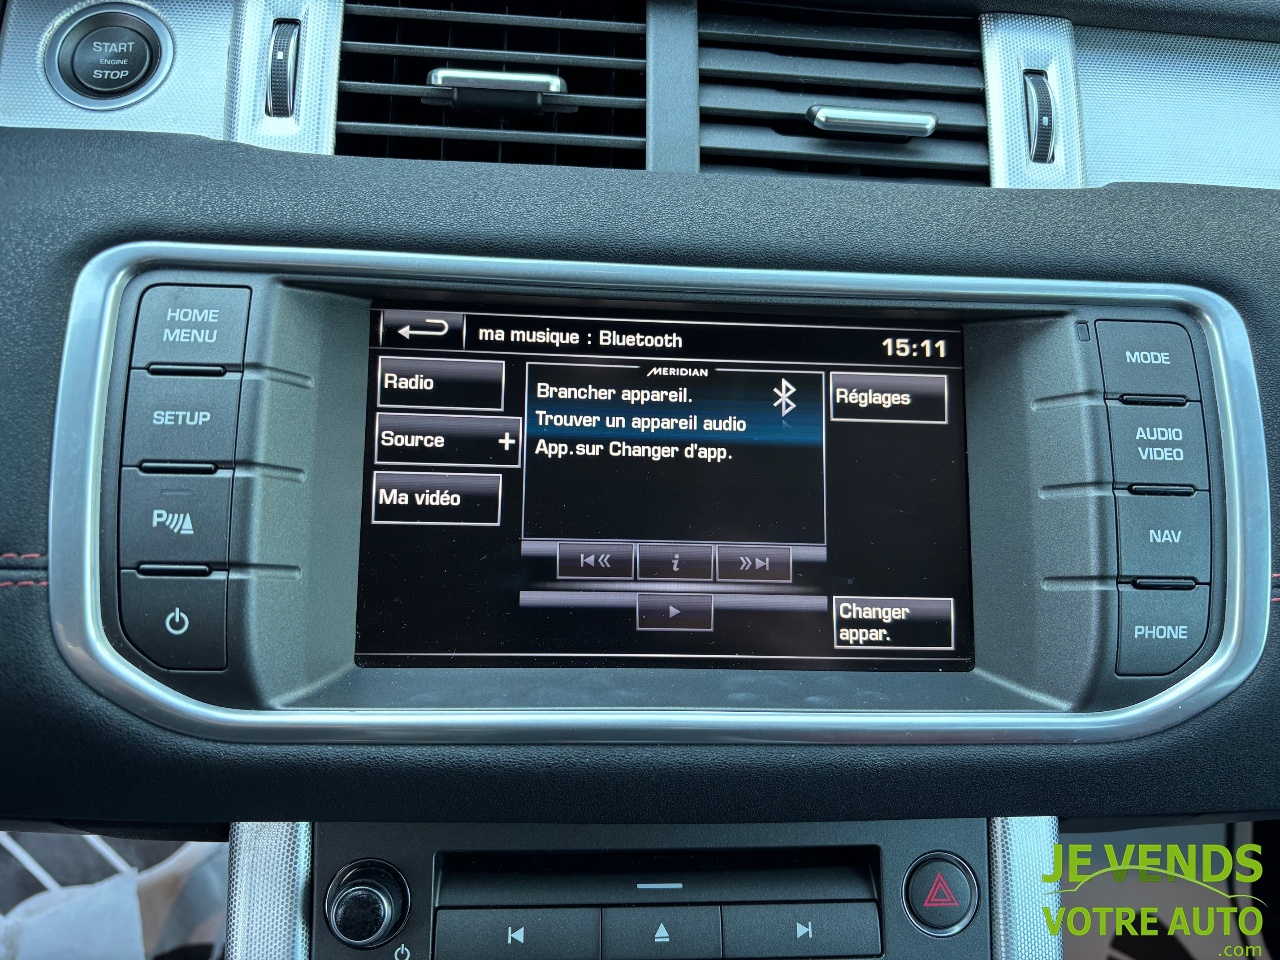 START
ENGINE
STOP
HOME
MENU
SETUP
P
ma musique : Bluetooth
15:11
Radio
Source +
Ma vidéo
MERIDIAN
Brancher appareil.
Trouver un appareil audio
App.sur Changer d'app.
Réglages
i
Changer
appar.
MODE
AUDIO
VIDEO
NAV
PHONE
JE VENDS
VOTRE AUTO
.com